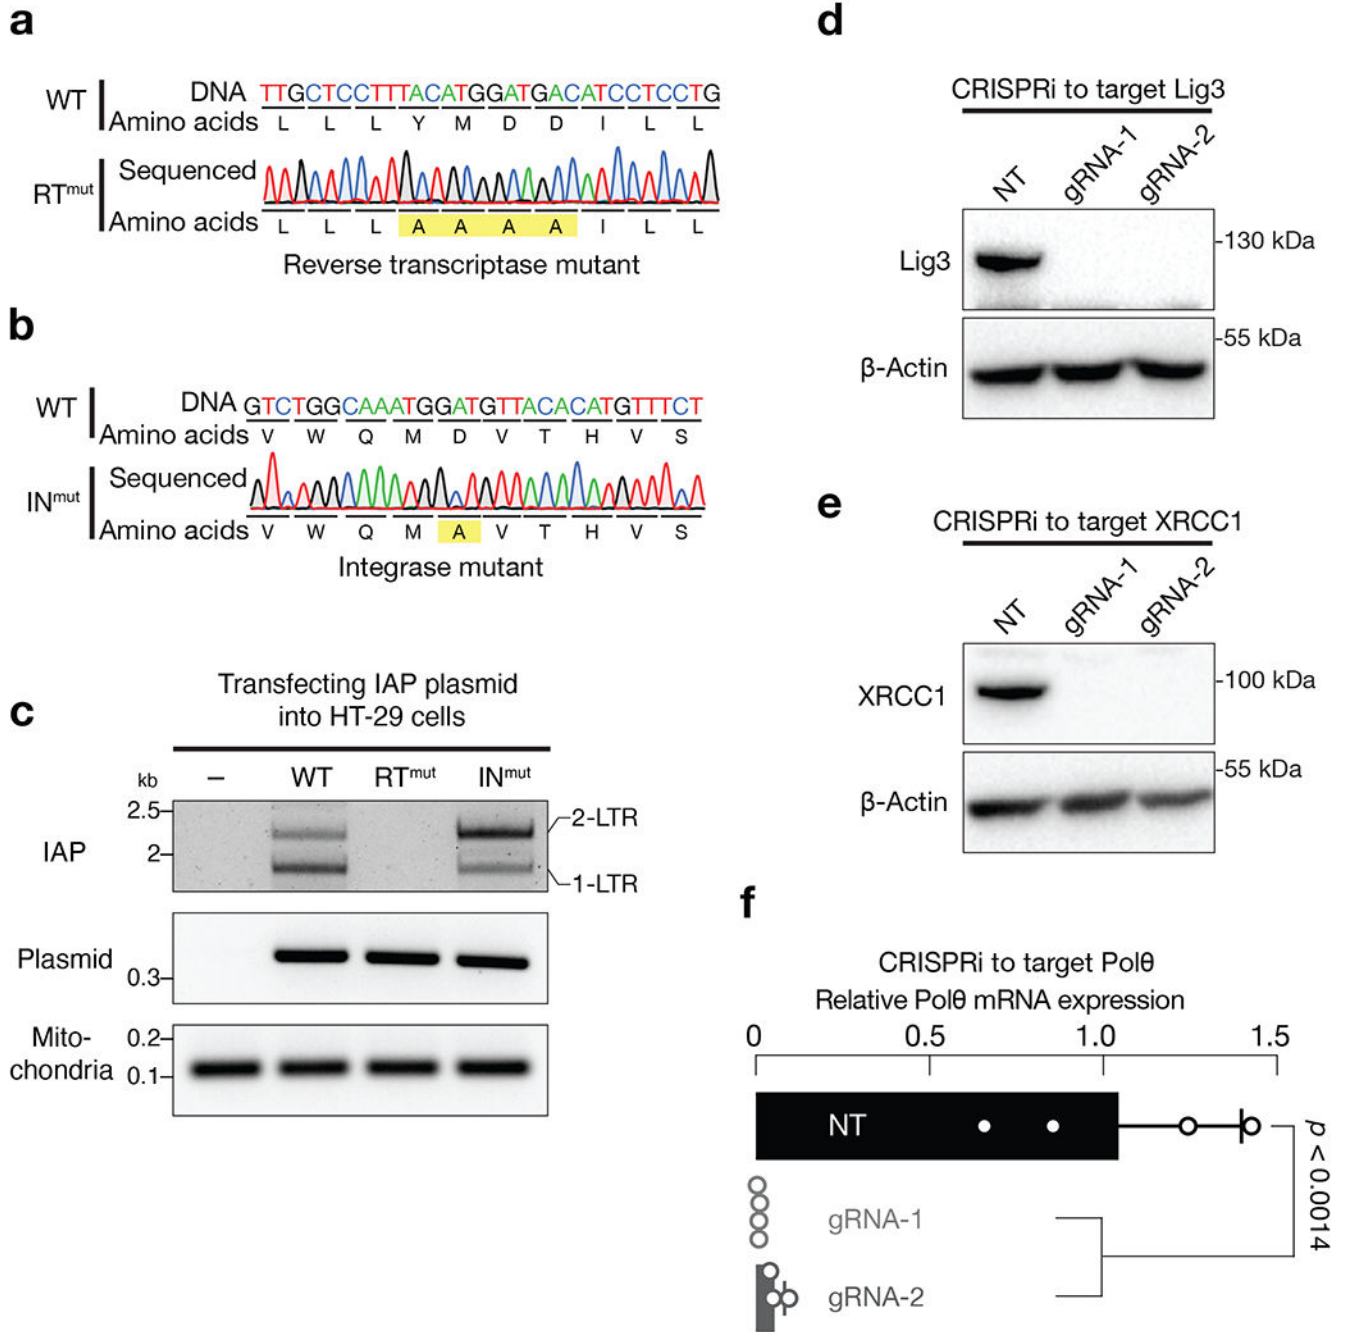 a
WT
DNA TTGCTCCTTTACATGGATGACATCCTCCTG
Amino acids L L L Y M D D I L L
RTmut
Sequenced
Amino acids L L L A A A A I L L
Reverse transcriptase mutant
b
WT
DNA GTCTGGCAAATGGATGTTACACATGTTTCT
Amino acids V W Q M D V T H V S
INmut
Sequenced
Amino acids V W Q M A V T H V S
Integrase mutant
c
Transfecting IAP plasmid
into HT-29 cells
kb – WT RTmut INmut
2.5
2
IAP
2-LTR
1-LTR
Plasmid
0.3
Mito-
chondria
0.2
0.1
d
CRISPRi to target Lig3
NT gRNA-1 gRNA-2
Lig3
-130 kDa
β-Actin
-55 kDa
e
CRISPRi to target XRCC1
NT gRNA-1 gRNA-2
XRCC1
-100 kDa
β-Actin
-55 kDa
f
CRISPRi to target Polθ
Relative Polθ mRNA expression
0 0.5 1.0 1.5
NT
gRNA-1
gRNA-2
p < 0.0014